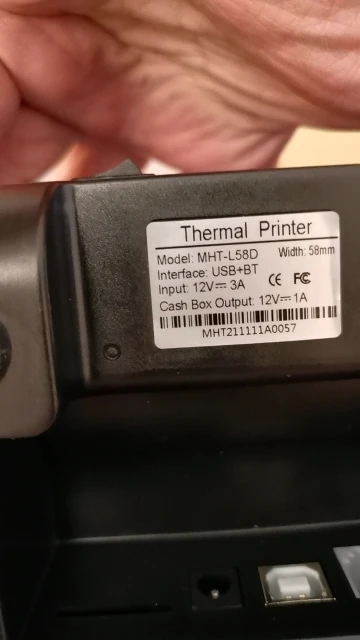 Thermal Printer
Model: MHT-L58D Width: 58mm
Interface: USB+BT
Input: 12V⎓3A CE FC
Cash Box Output: 12V⎓1A
MHT211111A0057